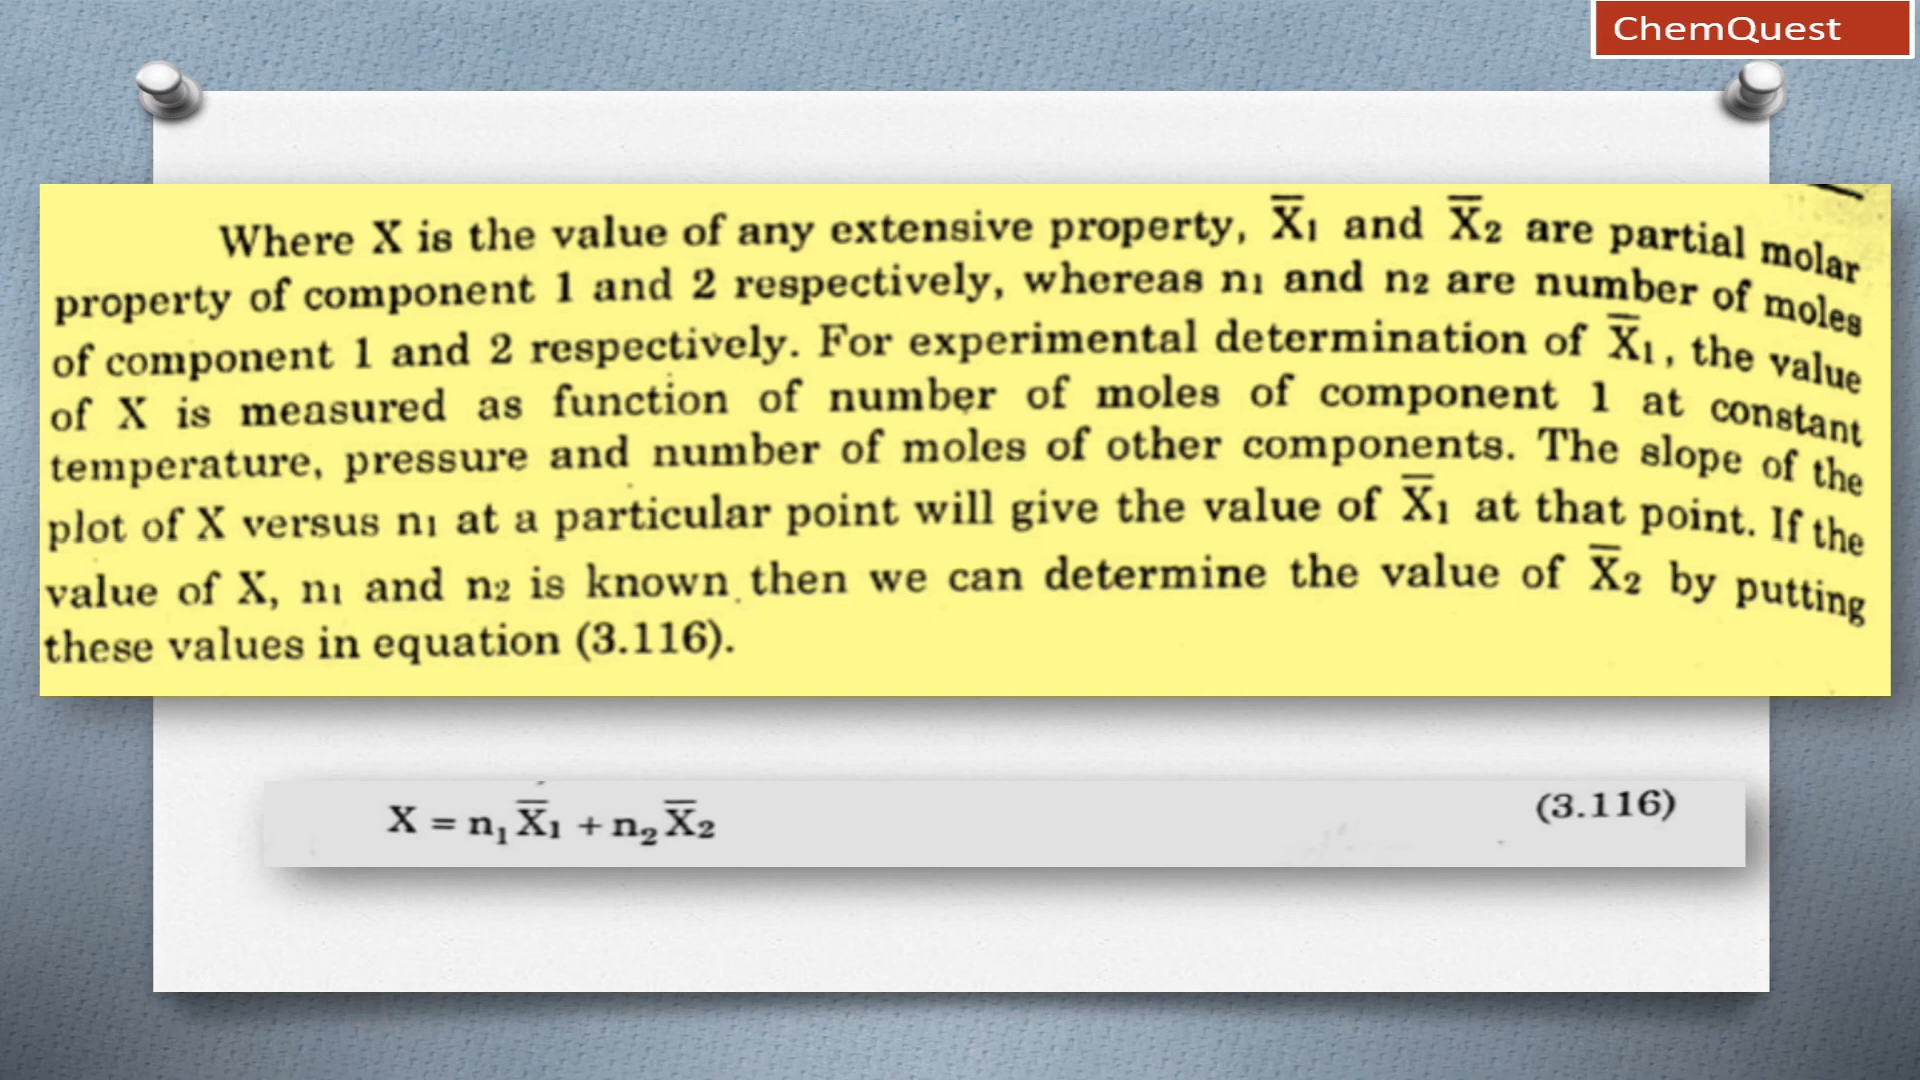 ChemQuest
Where X is the value of any extensive property, X̅1 and X̅2 are partial molar
property of component 1 and 2 respectively, whereas n1 and n2 are number of moles
of component 1 and 2 respectively. For experimental determination of X̅1, the value
of X is measured as function of number of moles of component 1 at constant
temperature, pressure and number of moles of other components. The slope of the
plot of X versus n1 at a particular point will give the value of X̅1 at that point. If the
value of X, n1 and n2 is known then we can determine the value of X̅2 by putting
these values in equation (3.116).
X = n₁ X̅1 + n₂ X̅2 (3.116)